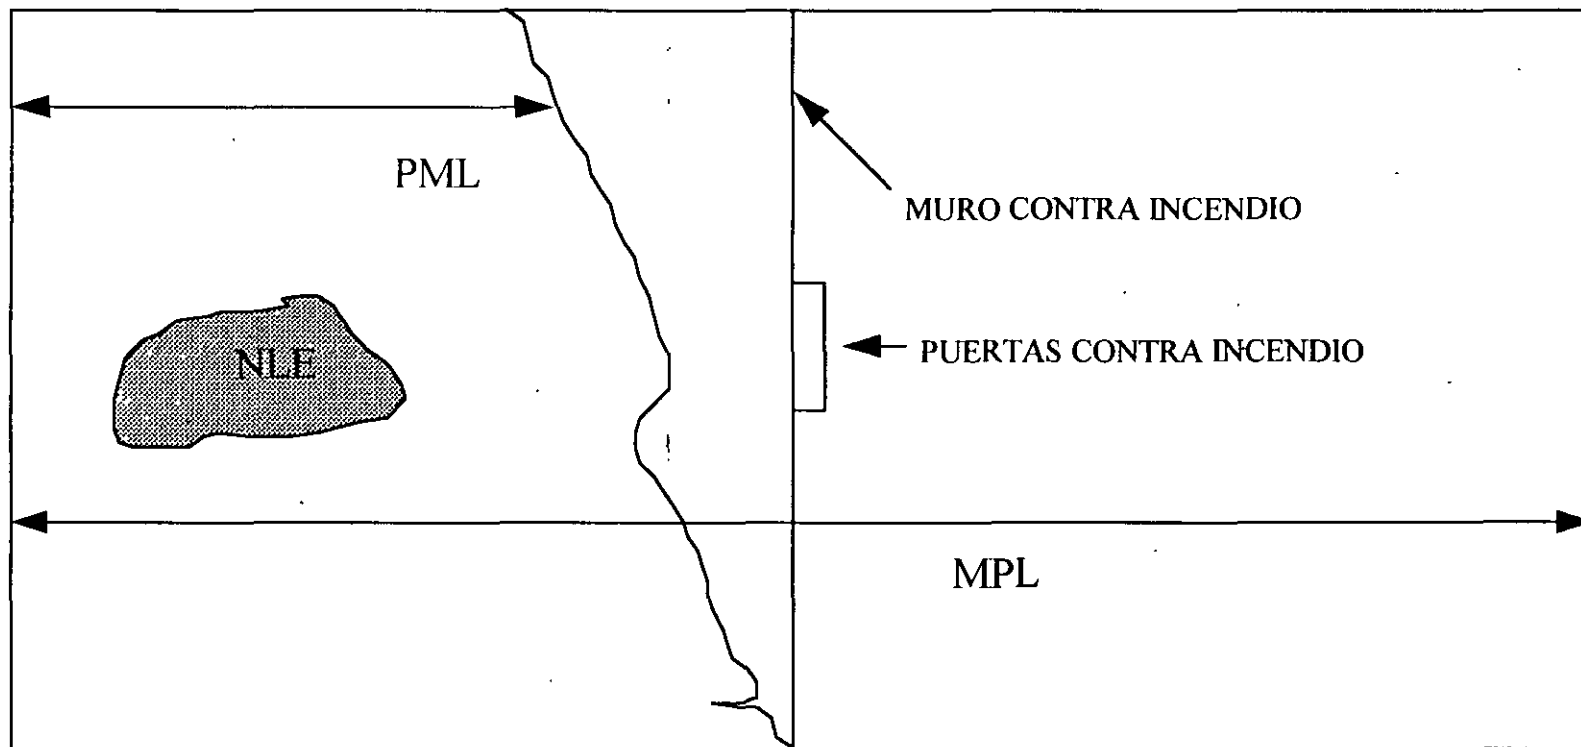 PML
MURO CONTRA INCENDIO
NLE
PUERTAS CONTRA INCENDIO
MPL